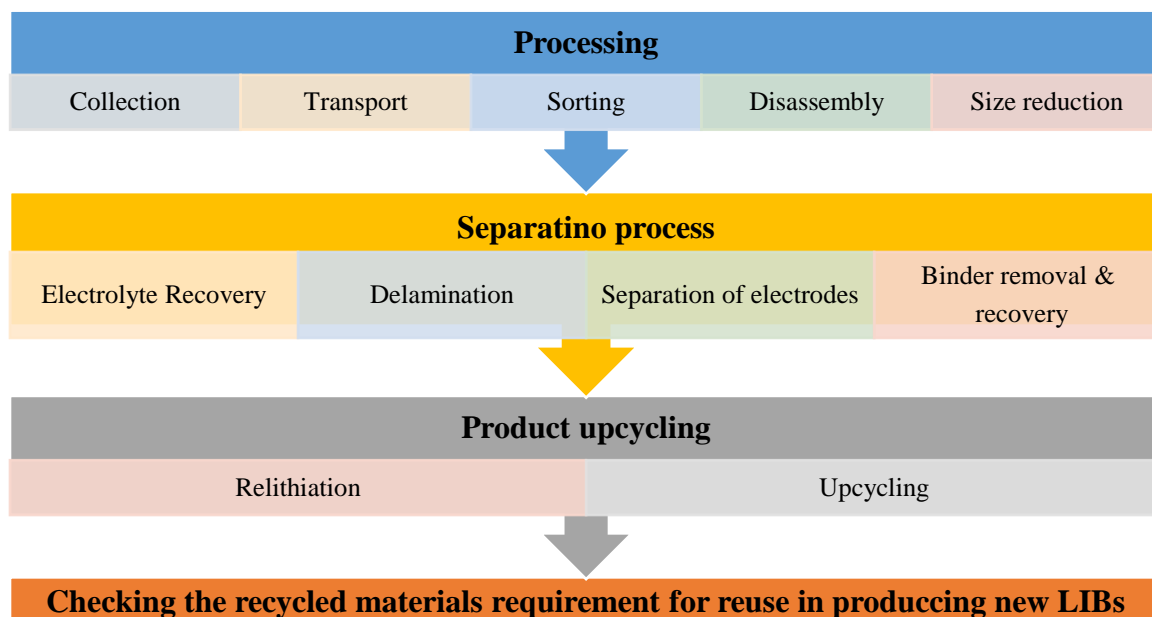 Processing
Collection
Transport
Sorting
Disassembly
Size reduction
Separatino process
Electrolyte Recovery
Delamination
Separation of electrodes
Binder removal &
recovery
Product upcycling
Relithiation
Upcycling
Checking the recycled materials requirement for reuse in produccing new LIBs